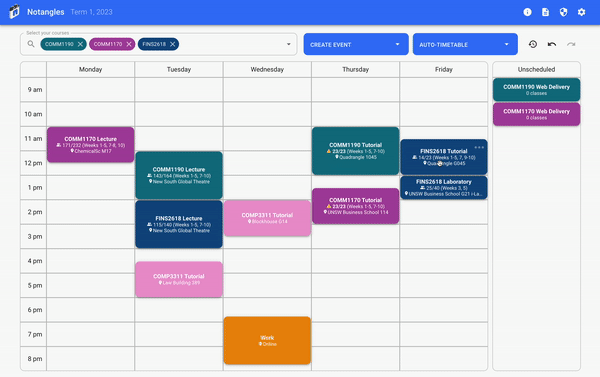 Notangles Term 1, 2023
Select your courses
COMM1190 COMM1170 FINS2618
CREATE EVENT
AUTO-TIMETABLE
Monday Tuesday Wednesday Thursday Friday Unscheduled
9 am
10 am
11 am
12 pm
1 pm
2 pm
3 pm
4 pm
5 pm
6 pm
7 pm
8 pm
COMM1170 Lecture
171/232 (Weeks 1-5, 7-8, 10)
ChemicalSc M17
COMM1190 Lecture
143/164 (Weeks 1-5, 7-10)
New South Global Theatre
FINS2618 Lecture
115/140 (Weeks 1-5, 7-10)
New South Global Theatre
COMP3311 Tutorial
Law Building 389
COMP3311 Tutorial
Blockhouse G14
Work
Online
COMM1190 Tutorial
23/23 (Weeks 1-5, 7-10)
Quadrangle 1045
COMM1170 Tutorial
23/23 (Weeks 1-5, 7-10)
UNSW Business School 114
FINS2618 Tutorial
14/23 (Weeks 1-5, 7, 9-10)
Quadrangle G045
FINS2618 Laboratory
25/40 (Weeks 3, 5)
UNSW Business School G21 i-La...
COMM1190 Web Delivery
0 classes
COMM1170 Web Delivery
0 classes